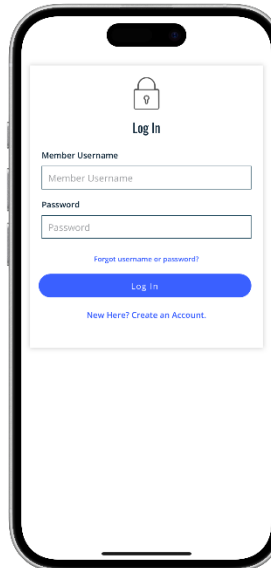 Log In
Member Username
Member Username
Password
Password
Forgot username or password?
Log In
New Here? Create an Account.